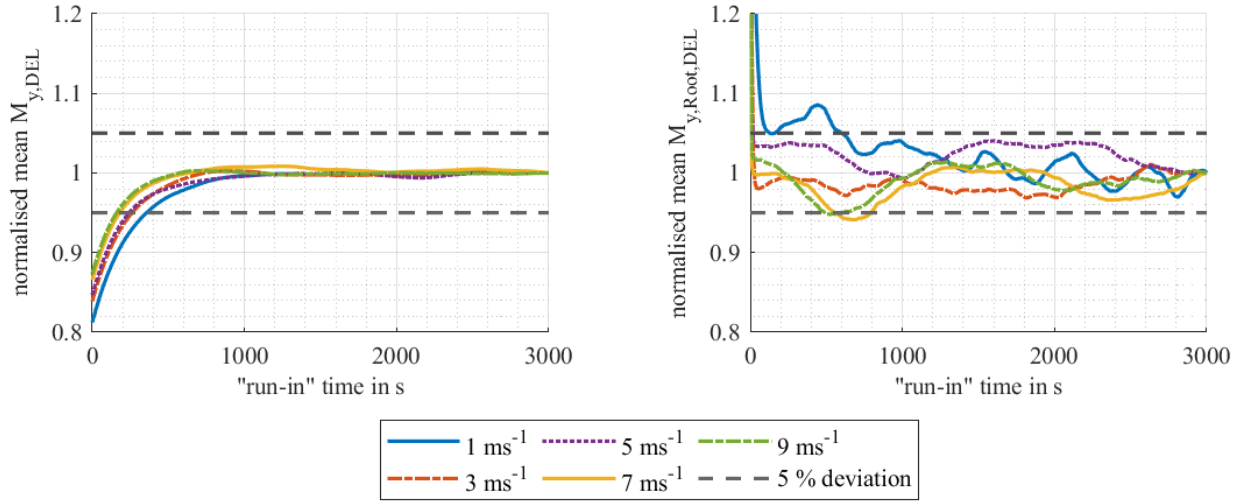 normalised mean M_y,DEL
1.2
1.1
1
0.9
0.8
0
1000
2000
3000
"run-in" time in s
normalised mean M_y,Root,DEL
1.2
1.1
1
0.9
0.8
0
1000
2000
3000
"run-in" time in s
1 ms⁻¹
5 ms⁻¹
9 ms⁻¹
3 ms⁻¹
7 ms⁻¹
5 % deviation